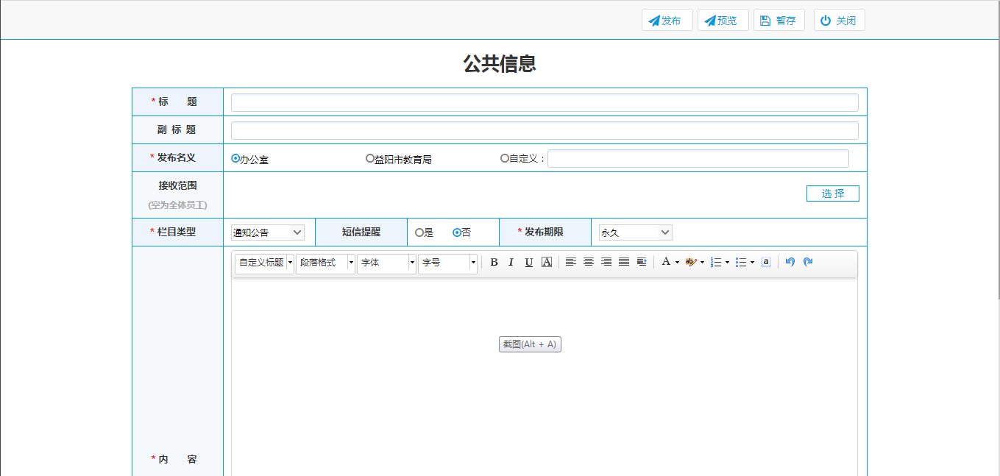 发布 预览 暂存 关闭
公共信息
* 标 题
副 标 题
* 发布名义 办公室 益阳市教育局 自定义：
接收范围
(空为全体员工)
选 择
* 栏目类型 通知公告 短信提醒 是 否 * 发布期限 永久
自定义标题 段落格式 字体 字号 B I U A A ab a
截图(Alt + A)
* 内 容